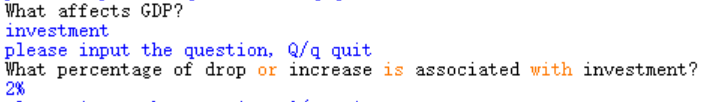 What affects GDP?
investment
please input the question, Q/q quit
What percentage of drop or increase is associated with investment?
2%